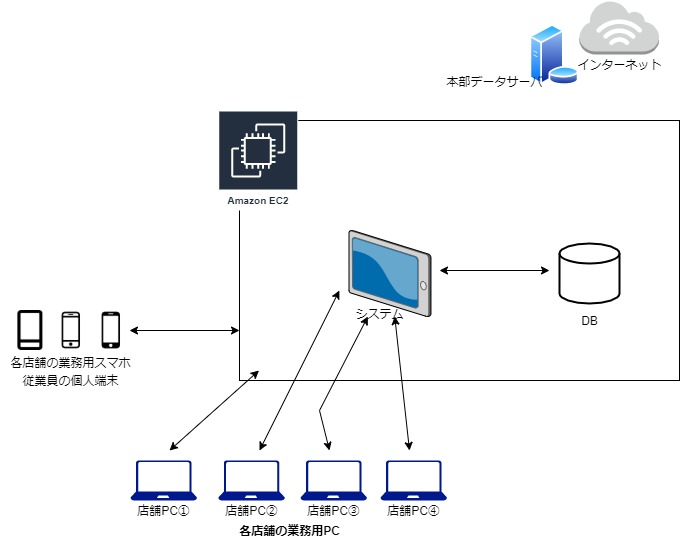 インターネット
本部データサーバ
Amazon EC2
システム
DB
各店舗の業務用スマホ
従業員の個人端末
店舗PC①
店舗PC②
店舗PC③
店舗PC④
各店舗の業務用PC